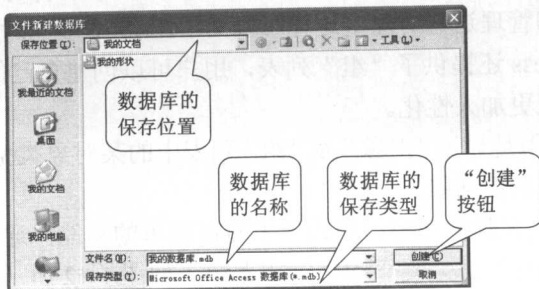 文件新建数据库
保存位置(I):
我的文档
工具(L)
我的形状
我最近的文档
桌面
我的文档
我的电脑
数据库的
保存位置
数据库
的名称
数据库的
保存类型
“创建”
按钮
文件名(N):
我的数据库.mdb
创建(C)
保存类型(T):
Microsoft Office Access 数据库(*.mdb)
取消